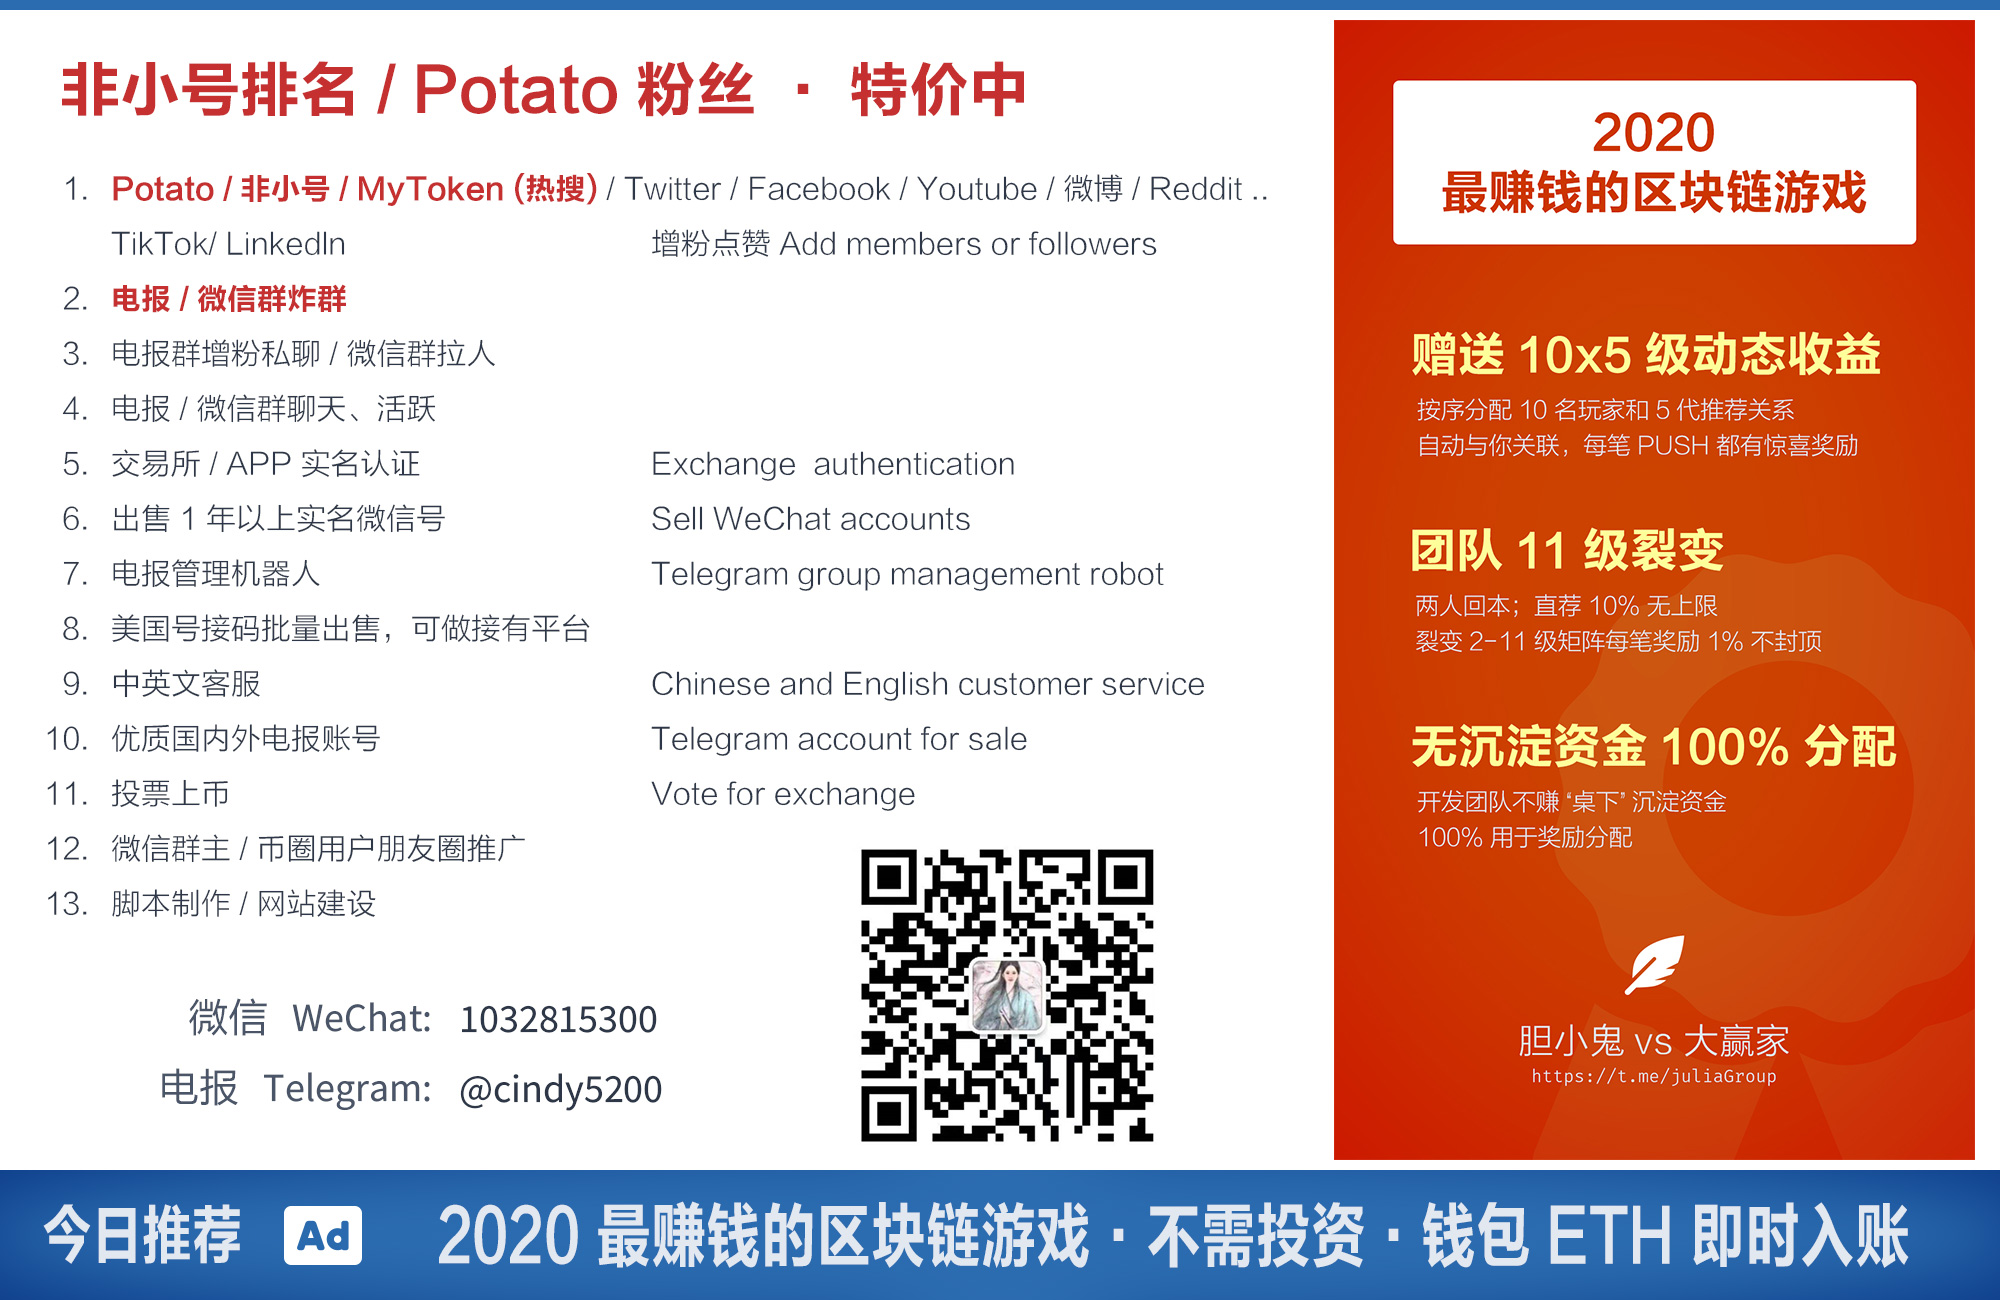 非小号排名 / Potato 粉丝 · 特价中
1. Potato / 非小号 / MyToken (热搜) / Twitter / Facebook / Youtube / 微博 / Reddit ..
TikTok/ LinkedIn 增粉点赞 Add members or followers
2. 电报 / 微信群炸群
3. 电报群增粉私聊 / 微信群拉人
4. 电报 / 微信群聊天、活跃
5. 交易所 / APP 实名认证 Exchange authentication
6. 出售 1 年以上实名微信号 Sell WeChat accounts
7. 电报管理机器人 Telegram group management robot
8. 美国号接码批量出售，可做接有平台
9. 中英文客服 Chinese and English customer service
10. 优质国内外电报账号 Telegram account for sale
11. 投票上币 Vote for exchange
12. 微信群主 / 币圈用户朋友圈推广
13. 脚本制作 / 网站建设
微信 WeChat: 1032815300
电报 Telegram: @cindy5200
2020
最赚钱的区块链游戏
赠送 10x5 级动态收益
按序分配 10 名玩家和 5 代推荐关系
自动与你关联，每笔 PUSH 都有惊喜奖励
团队 11 级裂变
两人回本；直荐 10% 无上限
裂变 2-11 级矩阵每笔奖励 1% 不封顶
无沉淀资金 100% 分配
开发团队不赚 “桌下” 沉淀资金
100% 用于奖励分配
胆小鬼 vs 大赢家
https://t.me/juliaGroup
今日推荐 Ad 2020 最赚钱的区块链游戏 · 不需投资 · 钱包 ETH 即时入账